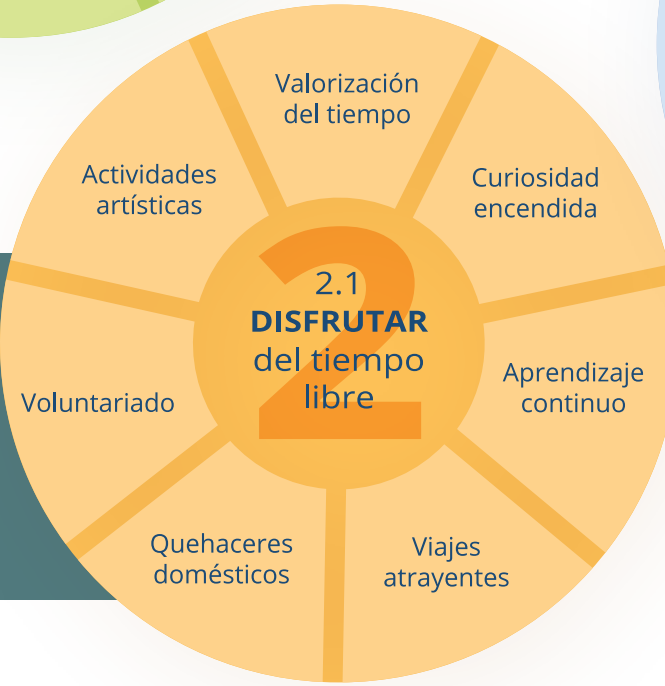 Valorización
del tiempo
Curiosidad
encendida
Aprendizaje
continuo
Viajes
atrayentes
Quehaceres
domésticos
Voluntariado
Actividades
artísticas
2
2.1
DISFRUTAR
del tiempo
libre